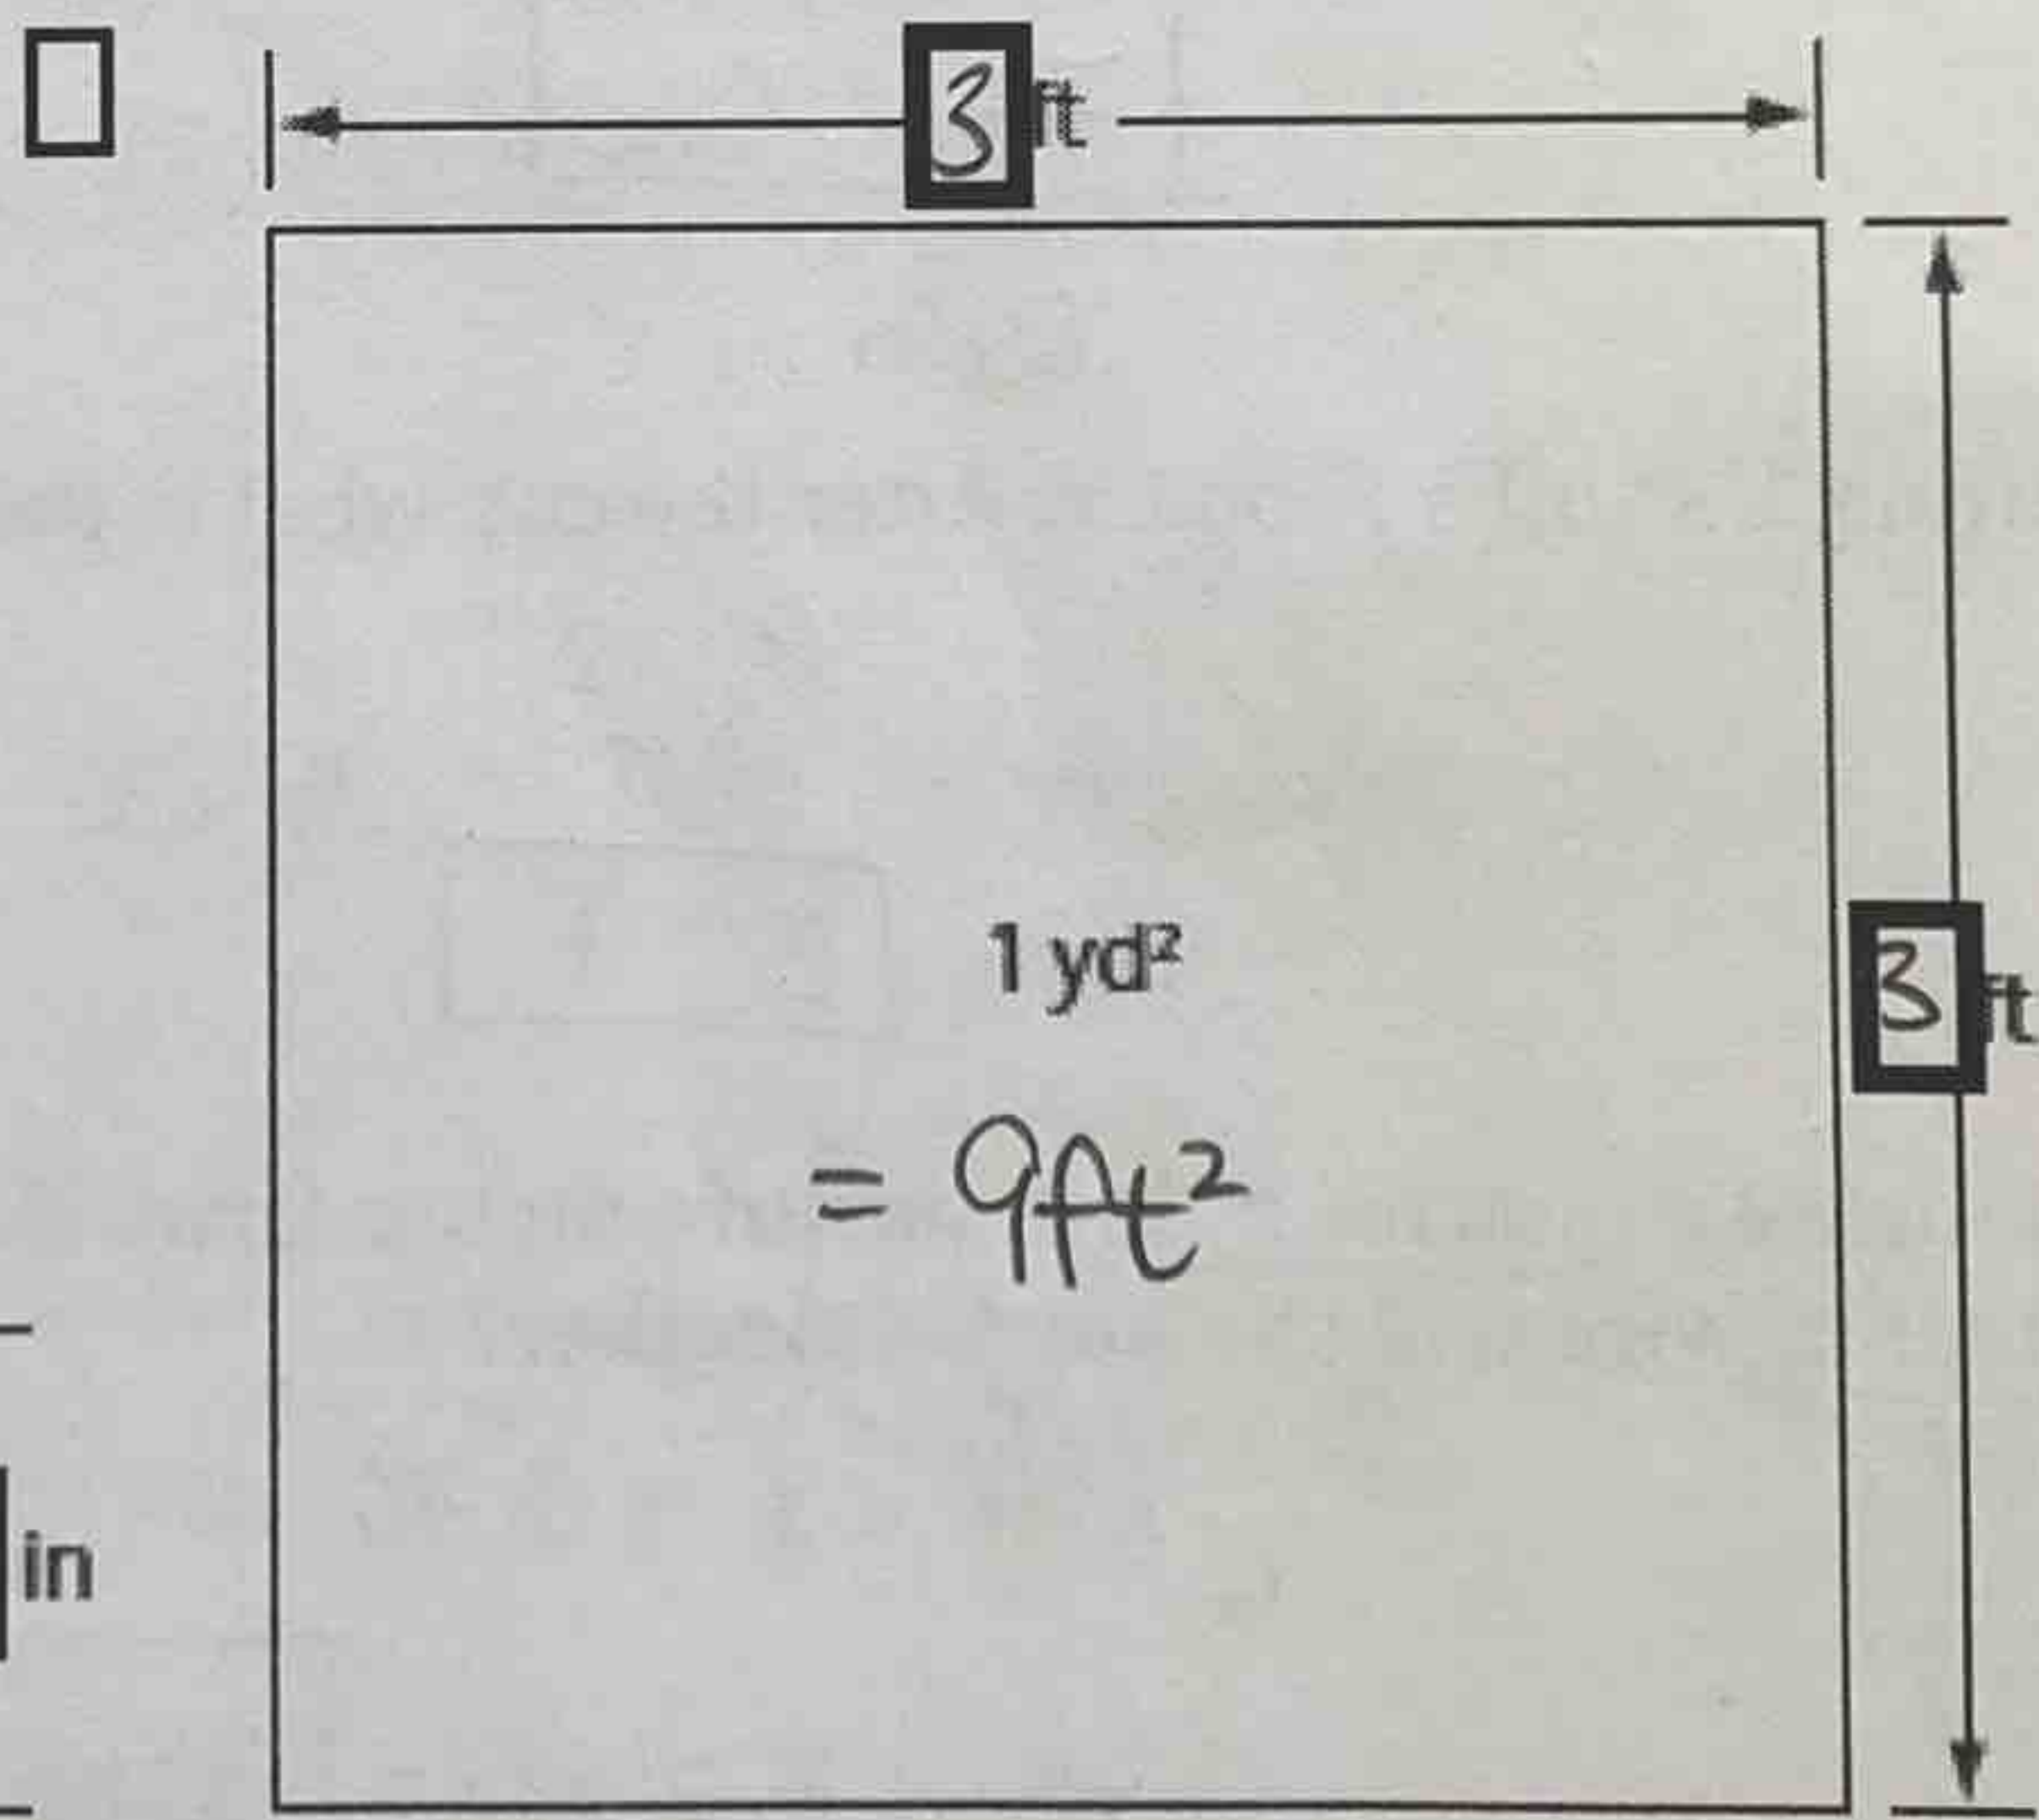 3 ft
1 yd²
3 ft
= 9ft²
in